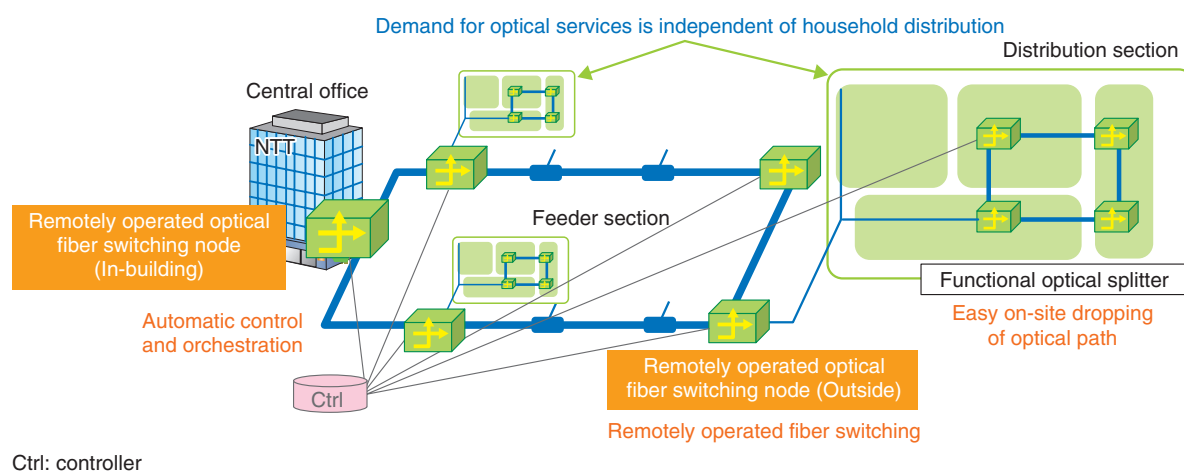 Demand for optical services is independent of household distribution
Distribution section
Central office
NTT
Remotely operated optical
fiber switching node
(In-building)
Feeder section
Functional optical splitter
Easy on-site dropping
of optical path
Automatic control
and orchestration
Remotely operated optical
fiber switching node (Outside)
Ctrl
Remotely operated fiber switching
Ctrl: controller